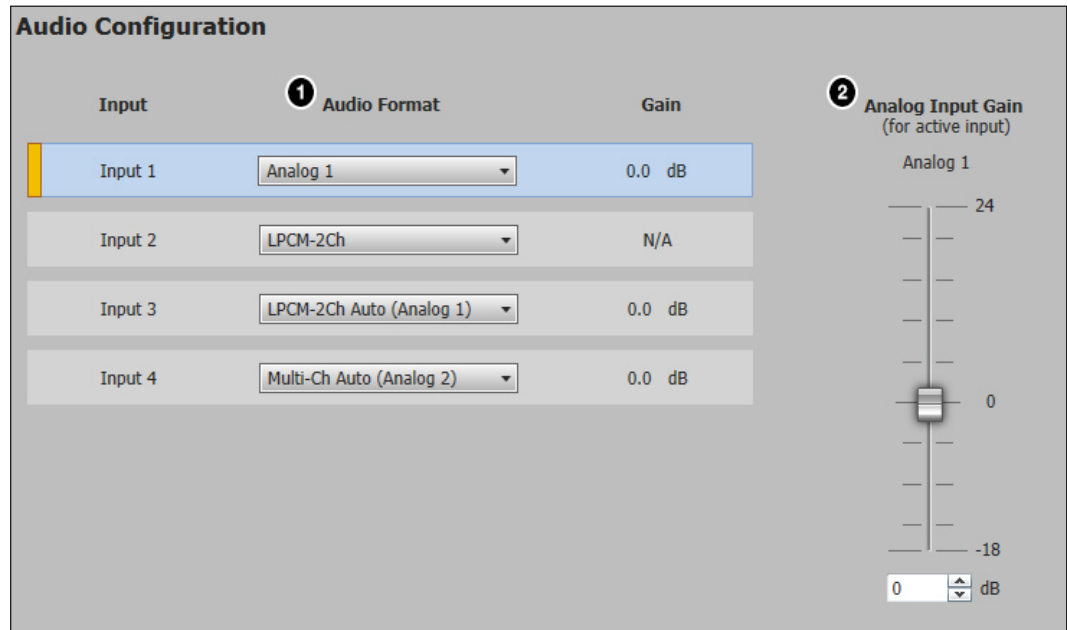 Audio Configuration
Input 1 Audio Format Gain
Input 1 Analog 1 0.0 dB
Input 2 LPCM-2Ch N/A
Input 3 LPCM-2Ch Auto (Analog 1) 0.0 dB
Input 4 Multi-Ch Auto (Analog 2) 0.0 dB
2 Analog Input Gain
(for active input)
Analog 1
24
0
-18
0 dB